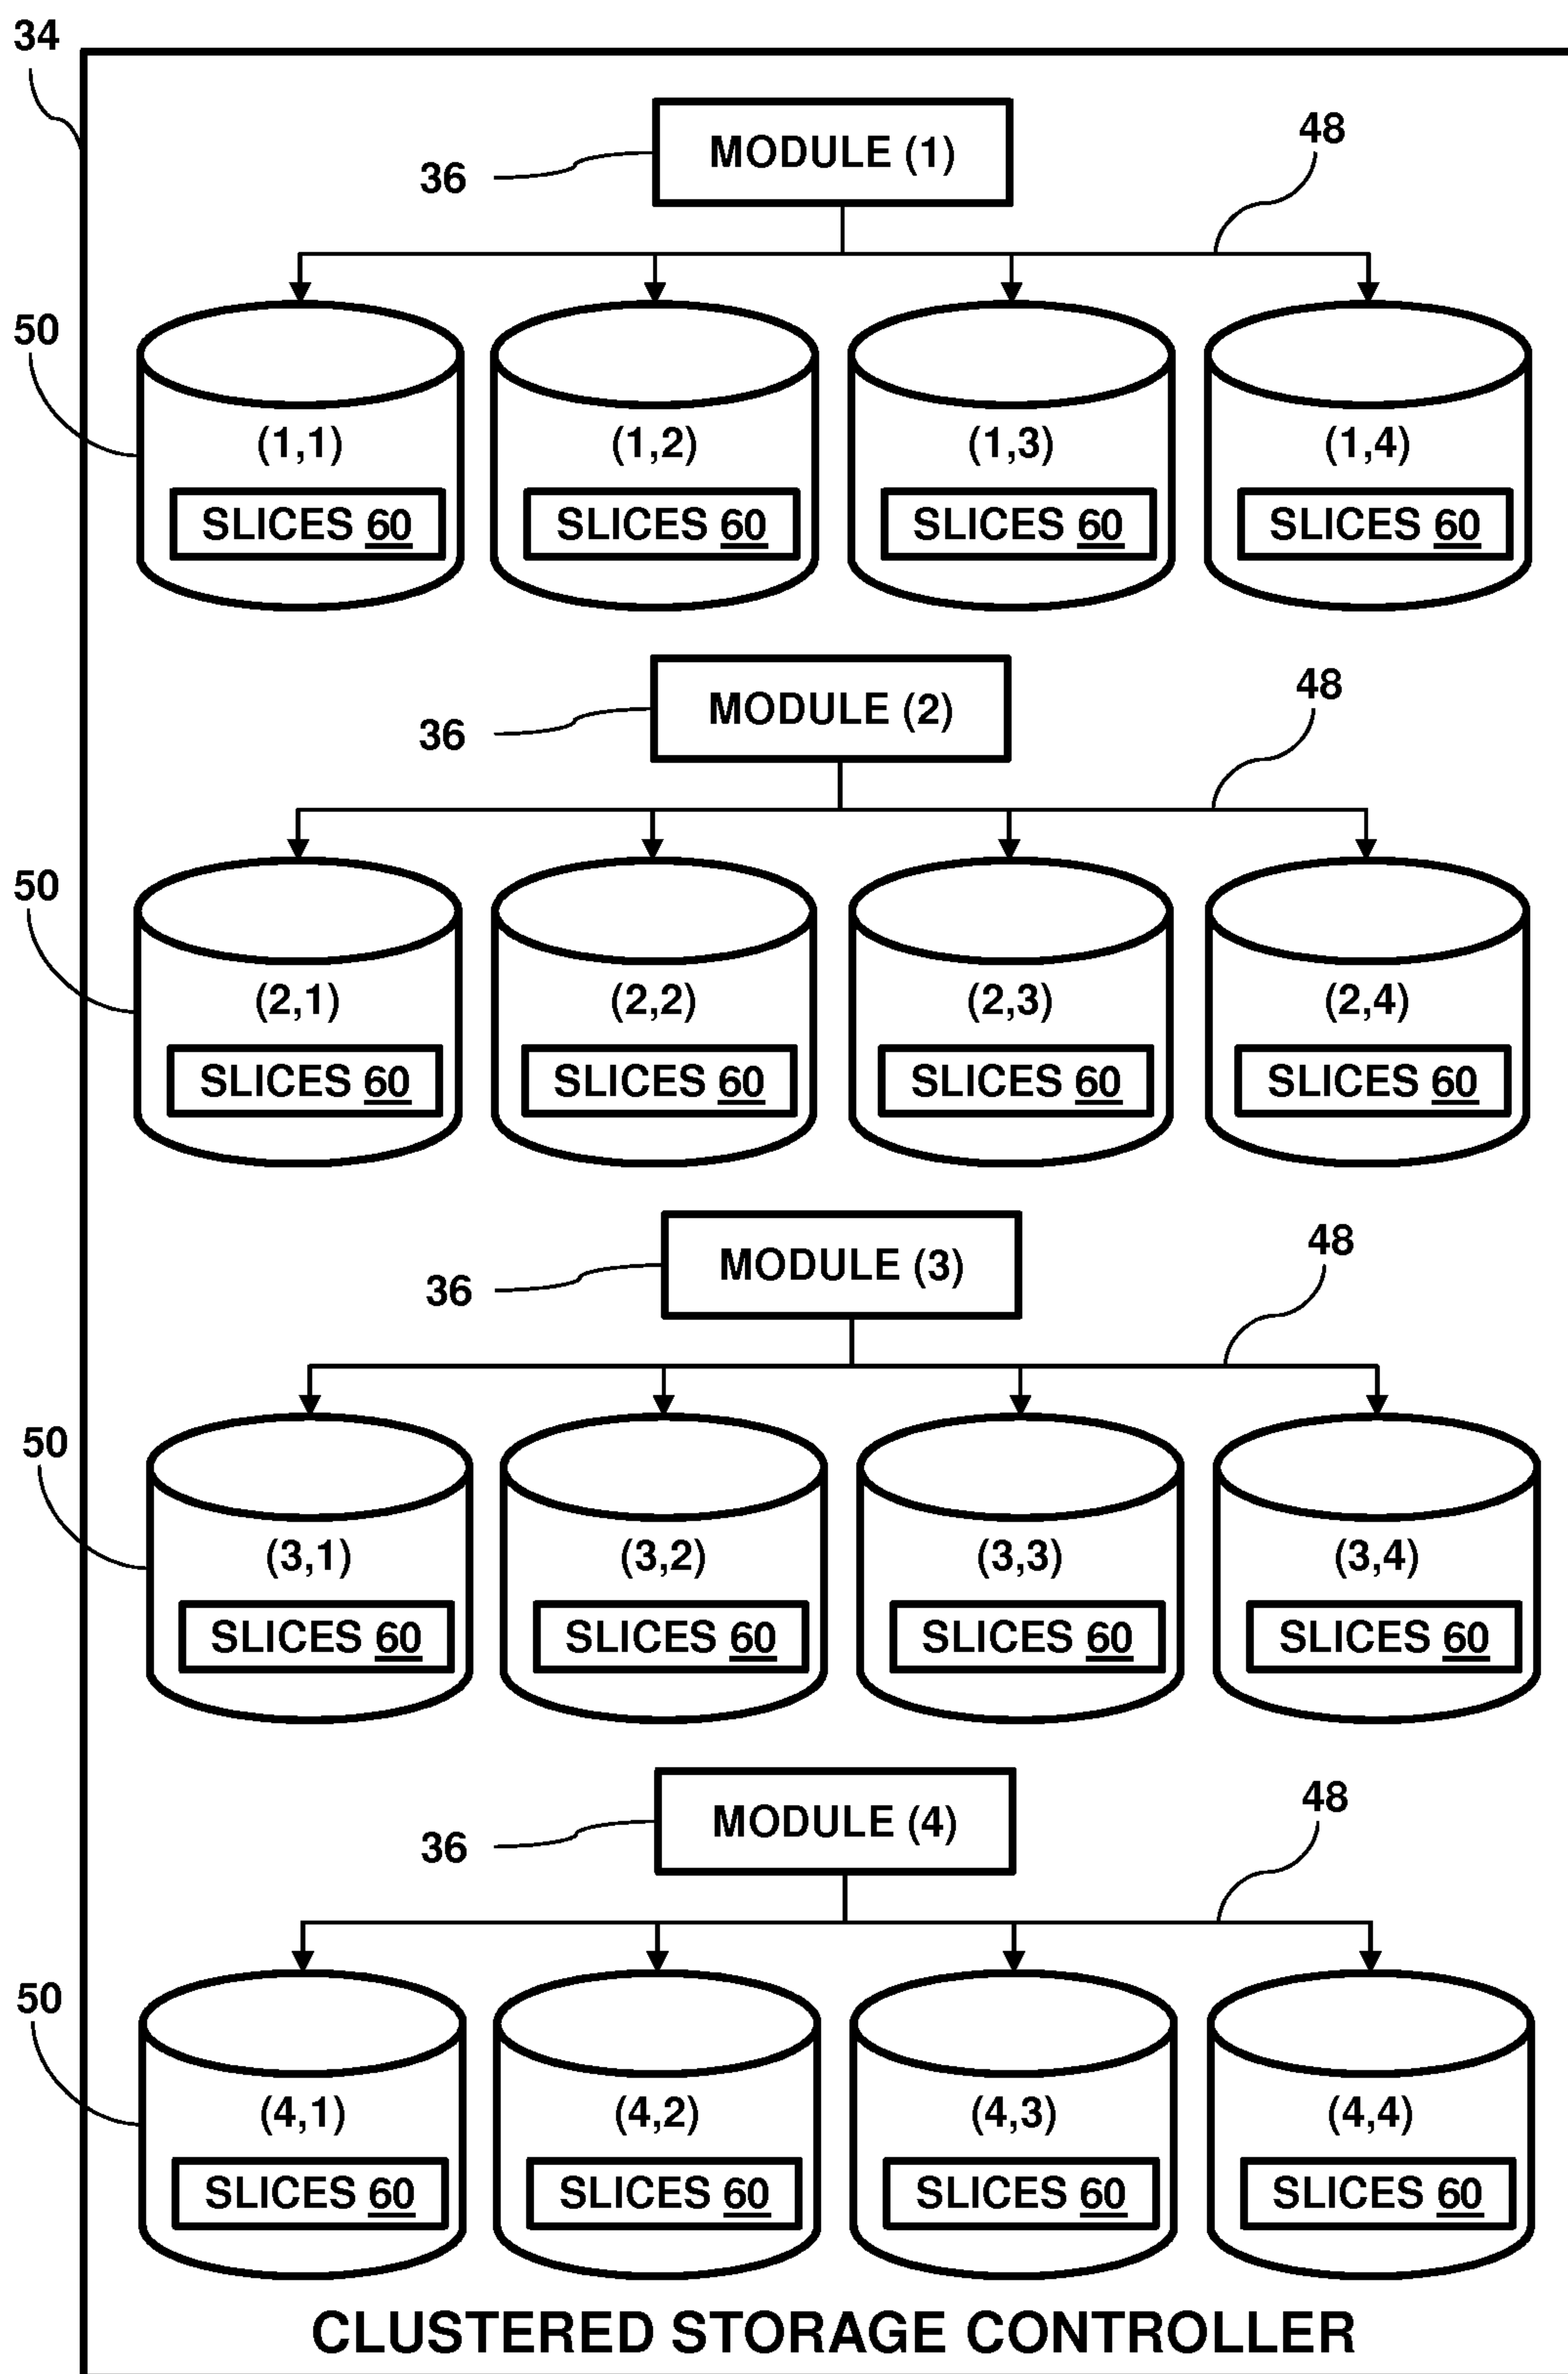 34
MODULE (1)
48
36
50
(1,1) (1,2) (1,3) (1,4)
SLICES 60 SLICES 60 SLICES 60 SLICES 60
MODULE (2)
48
36
50
(2,1) (2,2) (2,3) (2,4)
SLICES 60 SLICES 60 SLICES 60 SLICES 60
MODULE (3)
48
36
50
(3,1) (3,2) (3,3) (3,4)
SLICES 60 SLICES 60 SLICES 60 SLICES 60
MODULE (4)
48
36
50
(4,1) (4,2) (4,3) (4,4)
SLICES 60 SLICES 60 SLICES 60 SLICES 60
CLUSTERED STORAGE CONTROLLER